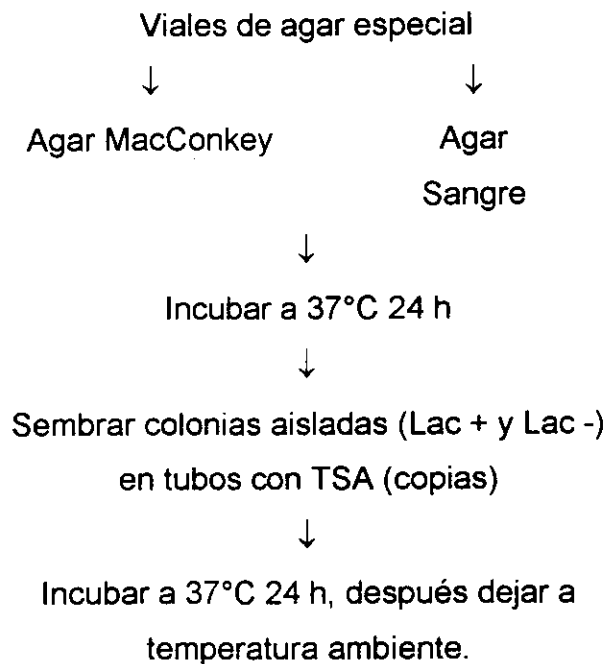 Viales de agar especial
↓ ↓
Agar MacConkey Agar
Sangre
↓
Incubar a 37°C 24 h
↓
Sembrar colonias aisladas (Lac + y Lac -)
en tubos con TSA (copias)
↓
Incubar a 37°C 24 h, después dejar a
temperatura ambiente.